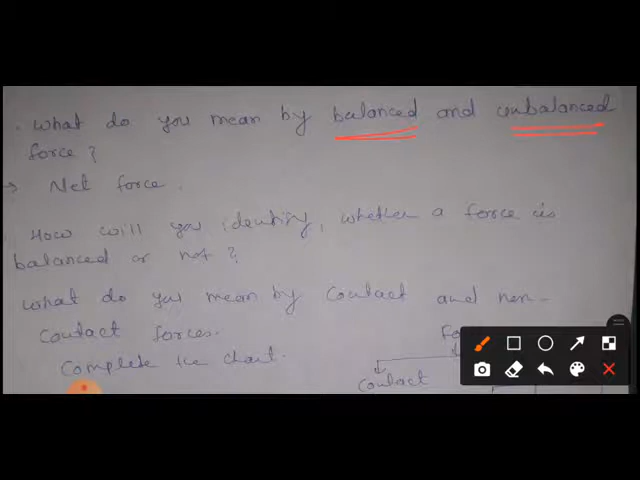 . What do you mean by balanced and unbalanced
force?
→ Net force.
How will you identify, whether a force is
balanced or not?
What do you mean by Contact and non-
Contact forces.
Complete the chart.
Contact